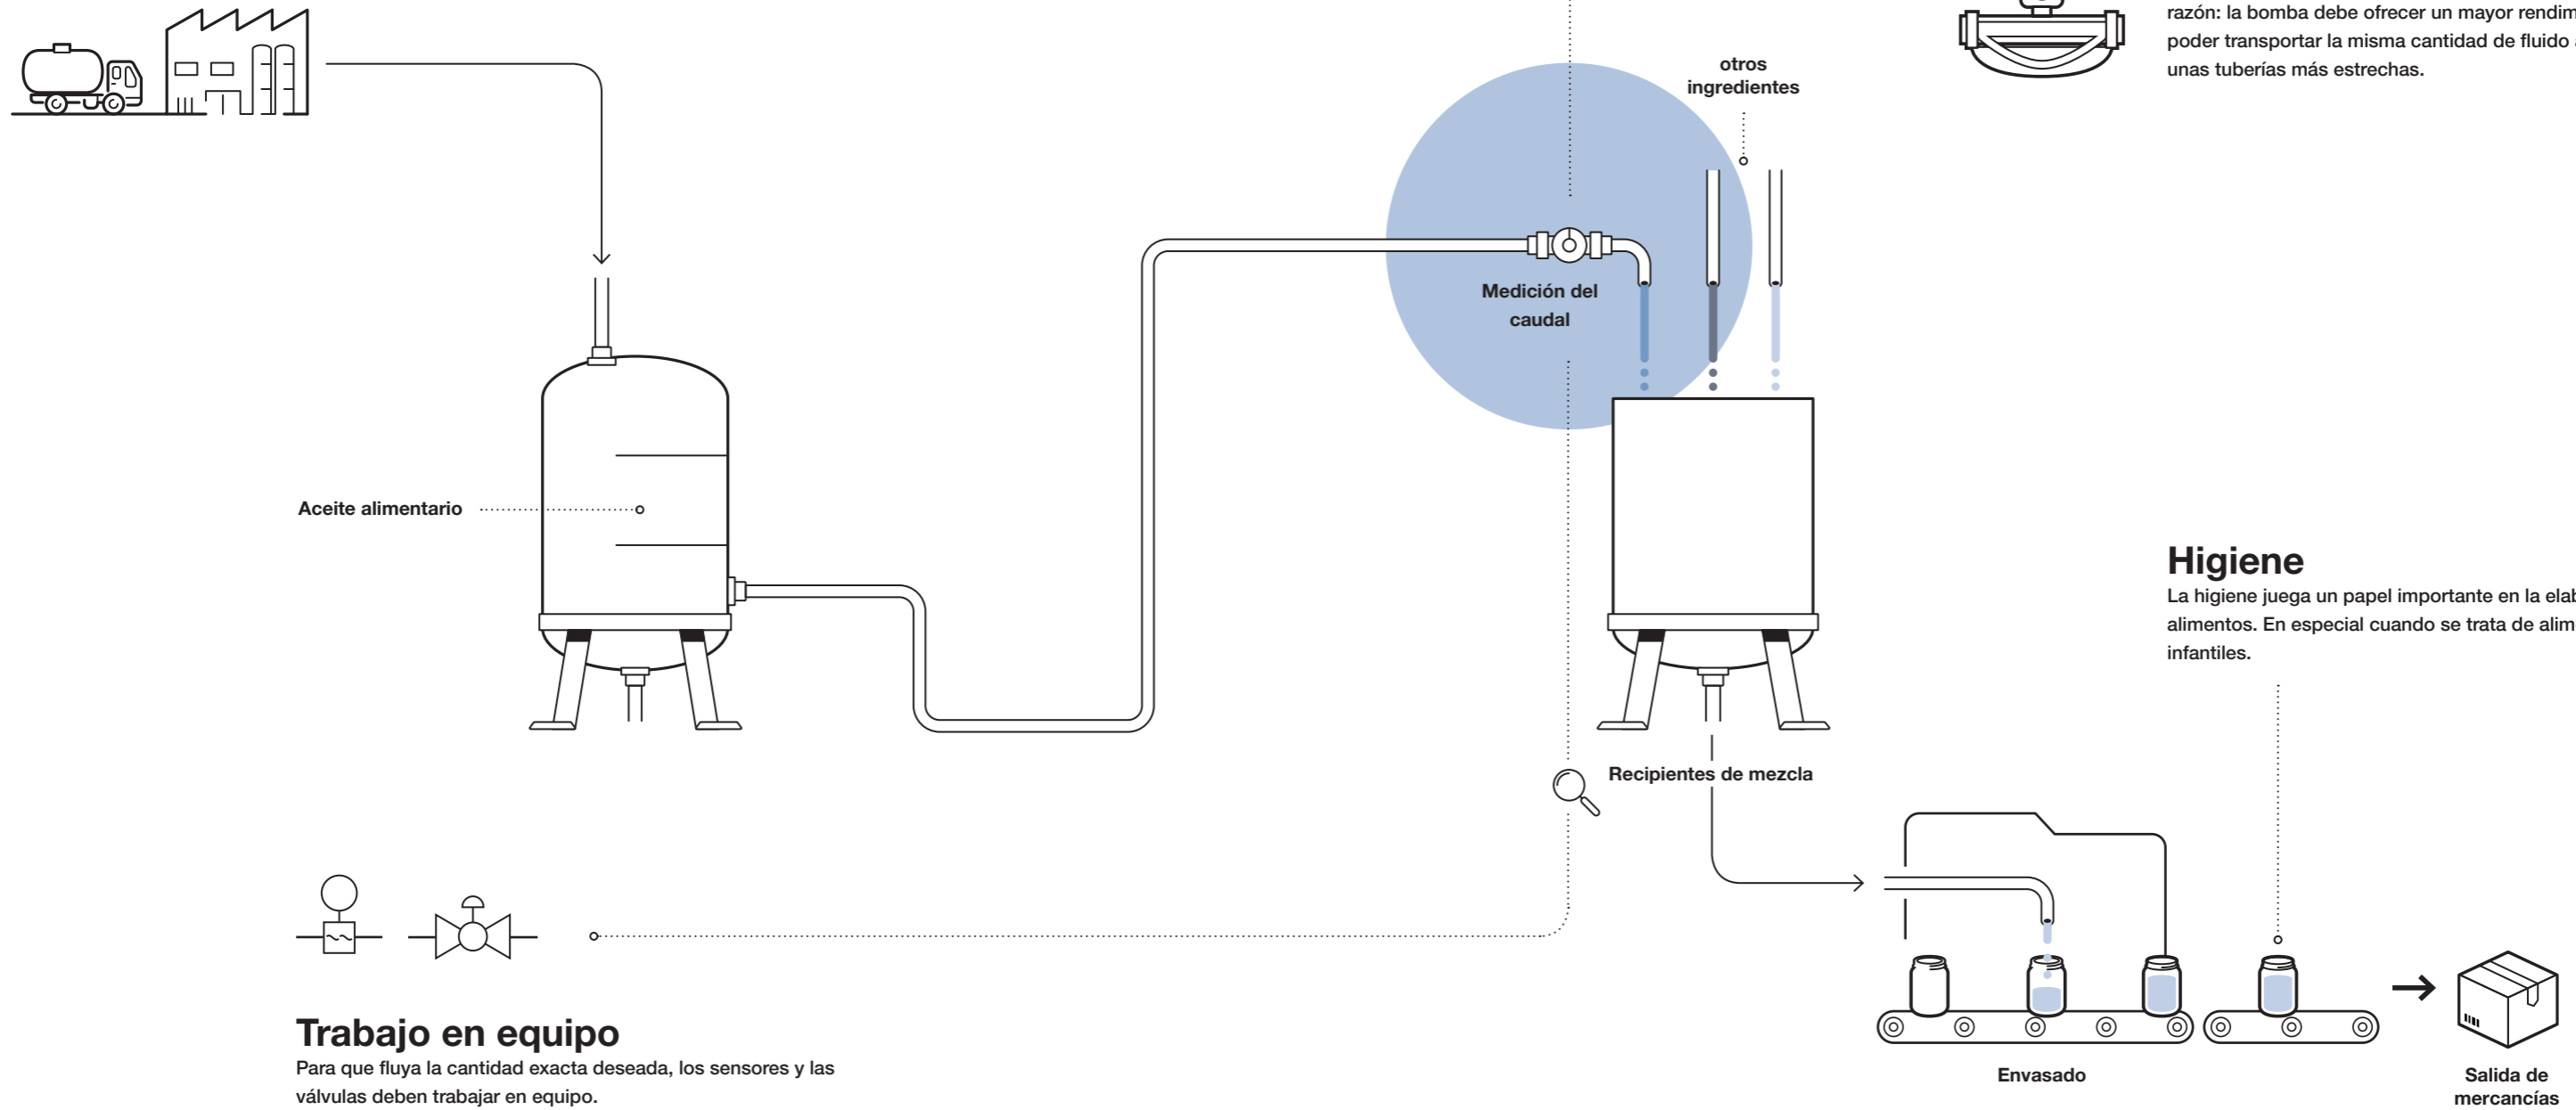 razón: la bomba debe ofrecer un mayor
poder transportar la misma cantidad de fluido
unas tuberías más estrechas.
otros
ingredientes
Medición del
caudal
Aceite alimentario
Higiene
La higiene juega un papel importante en la
alimentos. En especial cuando se trata de
infantiles.
Recipientes de mezcla
Trabajo en equipo
Para que fluya la cantidad exacta deseada, los sensores y las
válvulas deben trabajar en equipo.
Envasado
Salida de
mercancías